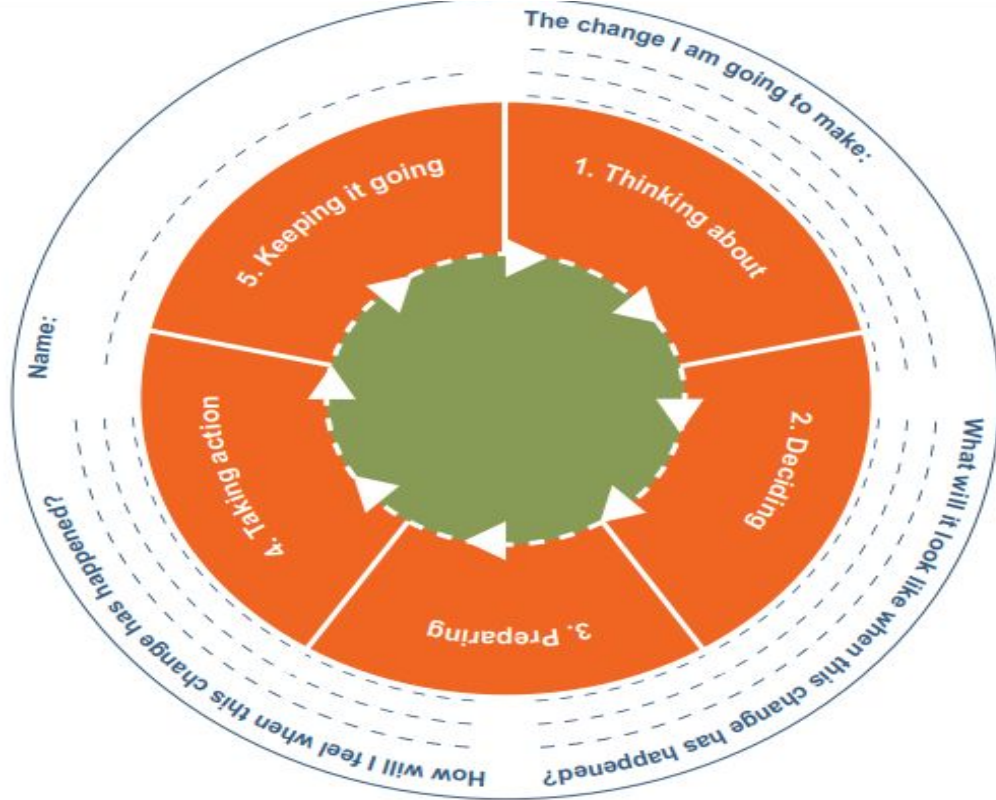 The change I am going to make:
What will it look like when this change has happened?
How will I feel when this change has happened?
Name:
1. Thinking about
2. Deciding
3. Preparing
4. Taking action
5. Keeping it going